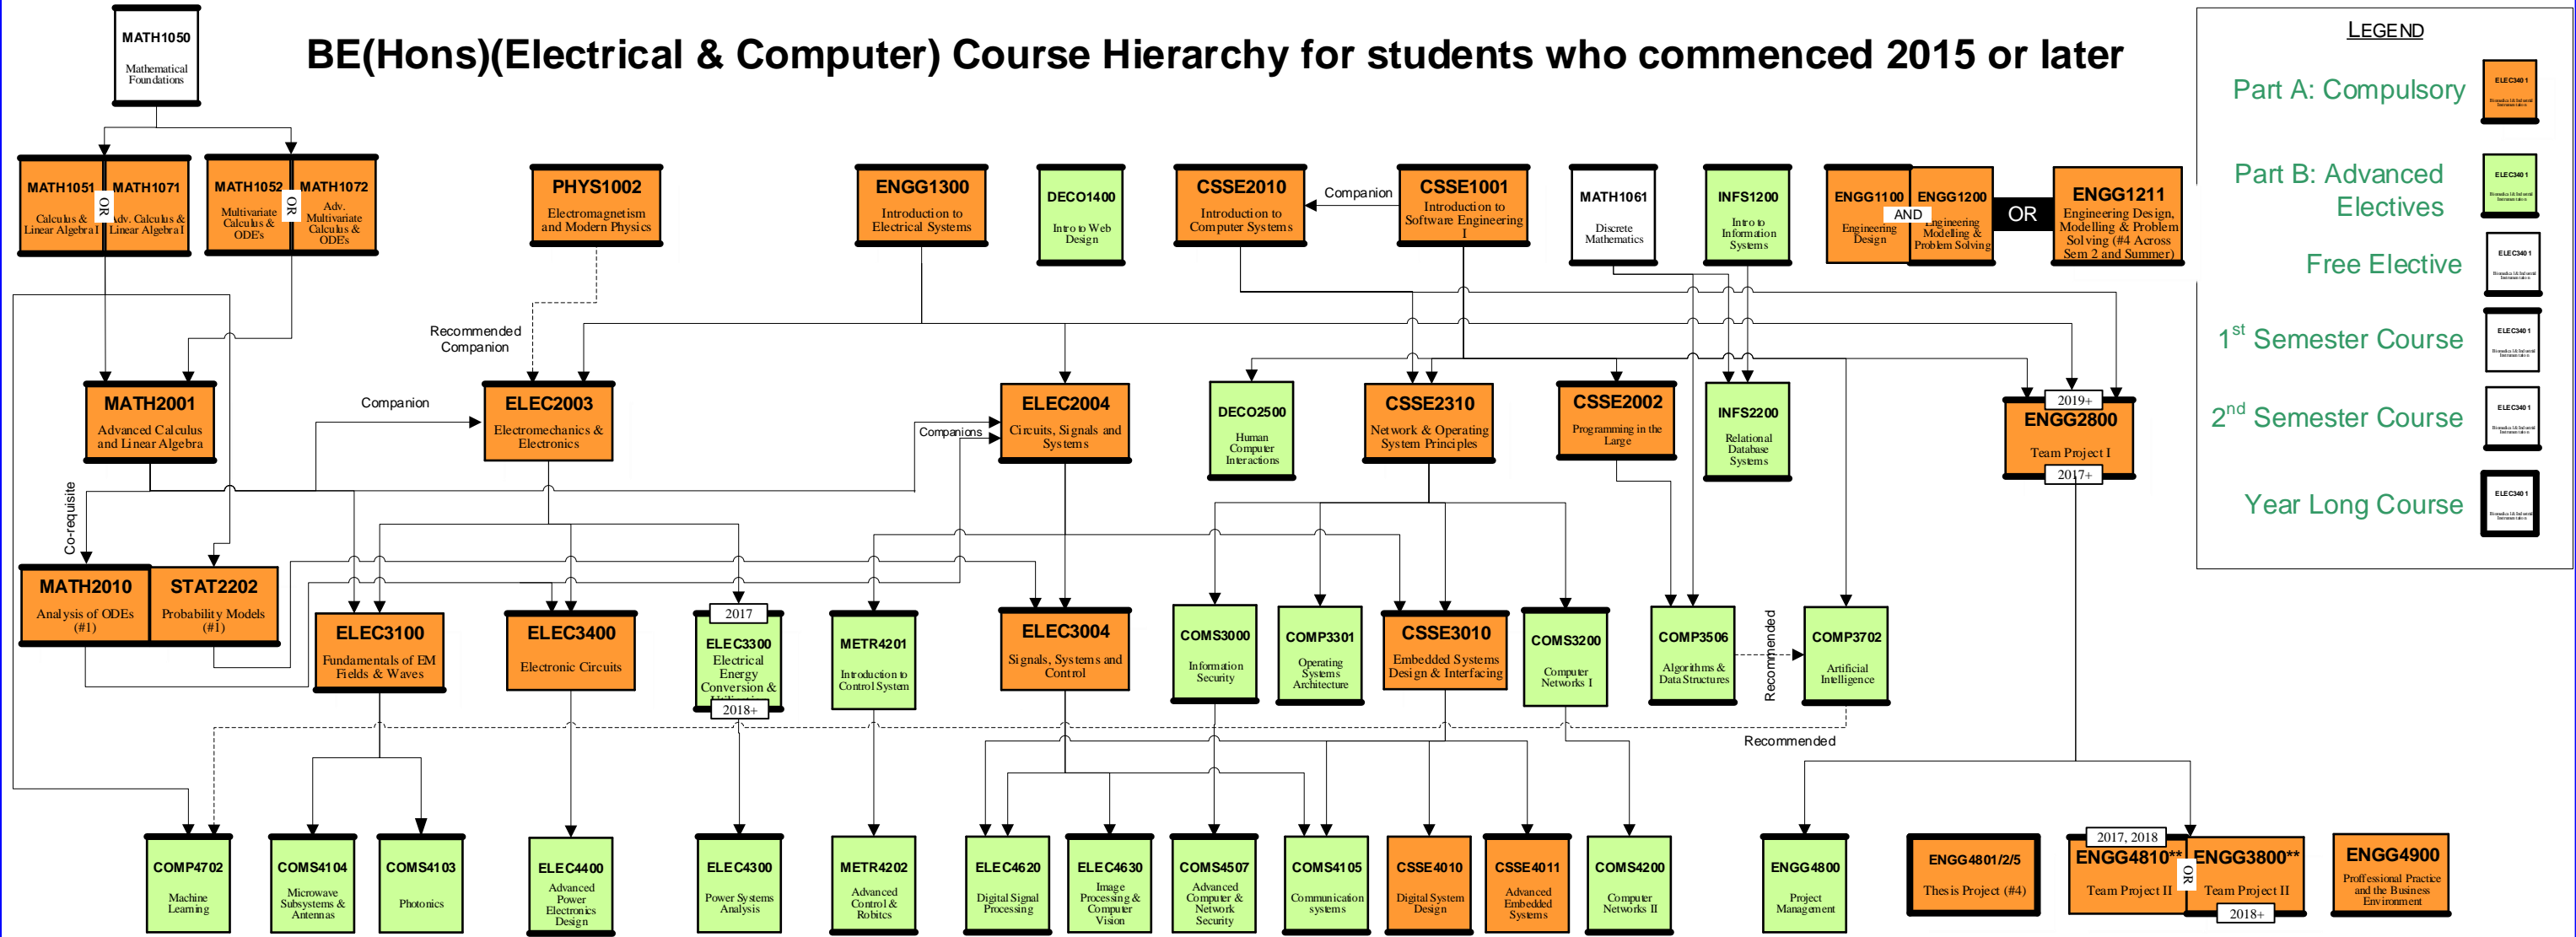 BE(Hons)(Electrical & Computer) Course Hierarchy for students who commenced 2015 or later
MATH1050
Mathematical
Foundations
LEGEND
Part A: Compulsory
ELEC3401
Part B: Advanced
Electives
ELEC3401
Free Elective
ELEC3401
1st Semester Course
ELEC3401
2nd Semester Course
ELEC3401
Year Long Course
ELEC3401
MATH1051
Calculus &
Linear Algebra I
OR
MATH1071
Adv. Calculus &
Linear Algebra I
MATH1052
Multivariate
Calculus &
ODE's
OR
MATH1072
Adv.
Multivariate
Calculus &
ODE's
PHYS1002
Electromagnetism
and Modern Physics
ENGG1300
Introduction to
Electrical Systems
DECO1400
Intro to Web
Design
CSSE2010
Introduction to
Computer Systems
Companion
CSSE1001
Introduction to
Software Engineering
I
MATH1061
Discrete
Mathematics
INFS1200
Intro to
Information
Systems
ENGG1100
Engineering
Design
AND
ENGG1200
Engineering
Modelling &
Problem Solving
OR
ENGG1211
Engineering Design,
Modelling & Problem
Solving (#4 Across
Sem 2 and Summer)
Recommended
Companion
MATH2001
Advanced Calculus
and Linear Algebra
Companion
ELEC2003
Electromechanics &
Electronics
Companions
ELEC2004
Circuits, Signals and
Systems
DECO2500
Human
Computer
Interactions
CSSE2310
Network & Operating
System Principles
CSSE2002
Programming in the
Large
INFS2200
Relational
Database
Systems
2019+
ENGG2800
Team Project I
2017+
Co-requisite
MATH2010
Analysis of ODEs
(#1)
STAT2202
Probability Models
(#1)
ELEC3100
Fundamentals of EM
Fields & Waves
ELEC3400
Electronic Circuits
2017
ELEC3300
Electrical
Energy
Conversion &
2018+
METR4201
Introduction to
Control System
ELEC3004
Signals, Systems and
Control
COMS3000
Information
Security
COMP3301
Operating
Systems
Architecture
CSSE3010
Embedded Systems
Design & Interfacing
COMS3200
Computer
Networks I
COMP3506
Algorithms &
Data Structures
Recommended
COMP3702
Artificial
Intelligence
Recommended
COMP4702
Machine
Learning
COMS4104
Microwave
Subsystems &
Antennas
COMS4103
Photonics
ELEC4400
Advanced
Power
Electronics
Design
ELEC4300
Power Systems
Analysis
METR4202
Advanced
Control &
Robitcs
ELEC4620
Digital Signal
Processing
ELEC4630
Image
Processing &
Computer
Vision
COMS4507
Advanced
Computer &
Network
Security
COMS4105
Communication
systems
CSSE4010
Digital System
Design
CSSE4011
Advanced
Embedded
Systems
COMS4200
Computer
Networks II
ENGG4800
Project
Management
ENGG4801/2/5
Thesis Project (#4)
2017, 2018
ENGG4810**
Team Project II
OR
ENGG3800**
Team Project II
2018+
ENGG4900
Proffessional Practice
and the Business
Environment